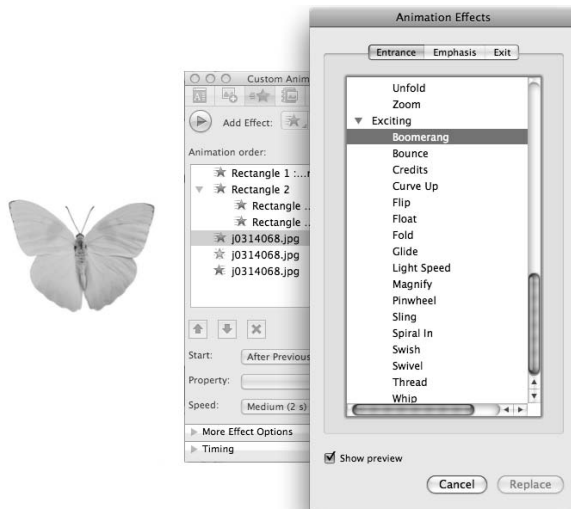 Animation Effects
Entrance
Emphasis
Exit
Unfold
Zoom
Exciting
Boomerang
Bounce
Credits
Curve Up
Flip
Float
Fold
Glide
Light Speed
Magnify
Pinwheel
Sling
Spiral In
Swish
Swivel
Thread
Whip
Show preview
Cancel
Replace
Custom Anim
Add Effect:
Animation order:
Rectangle 1 :...r
Rectangle 2
Rectangle ..
Rectangle ..
j0314068.jpg
j0314068.jpg
j0314068.jpg
Start:
After Previous
Property:
Speed:
Medium (2 s)
More Effect Options
Timing